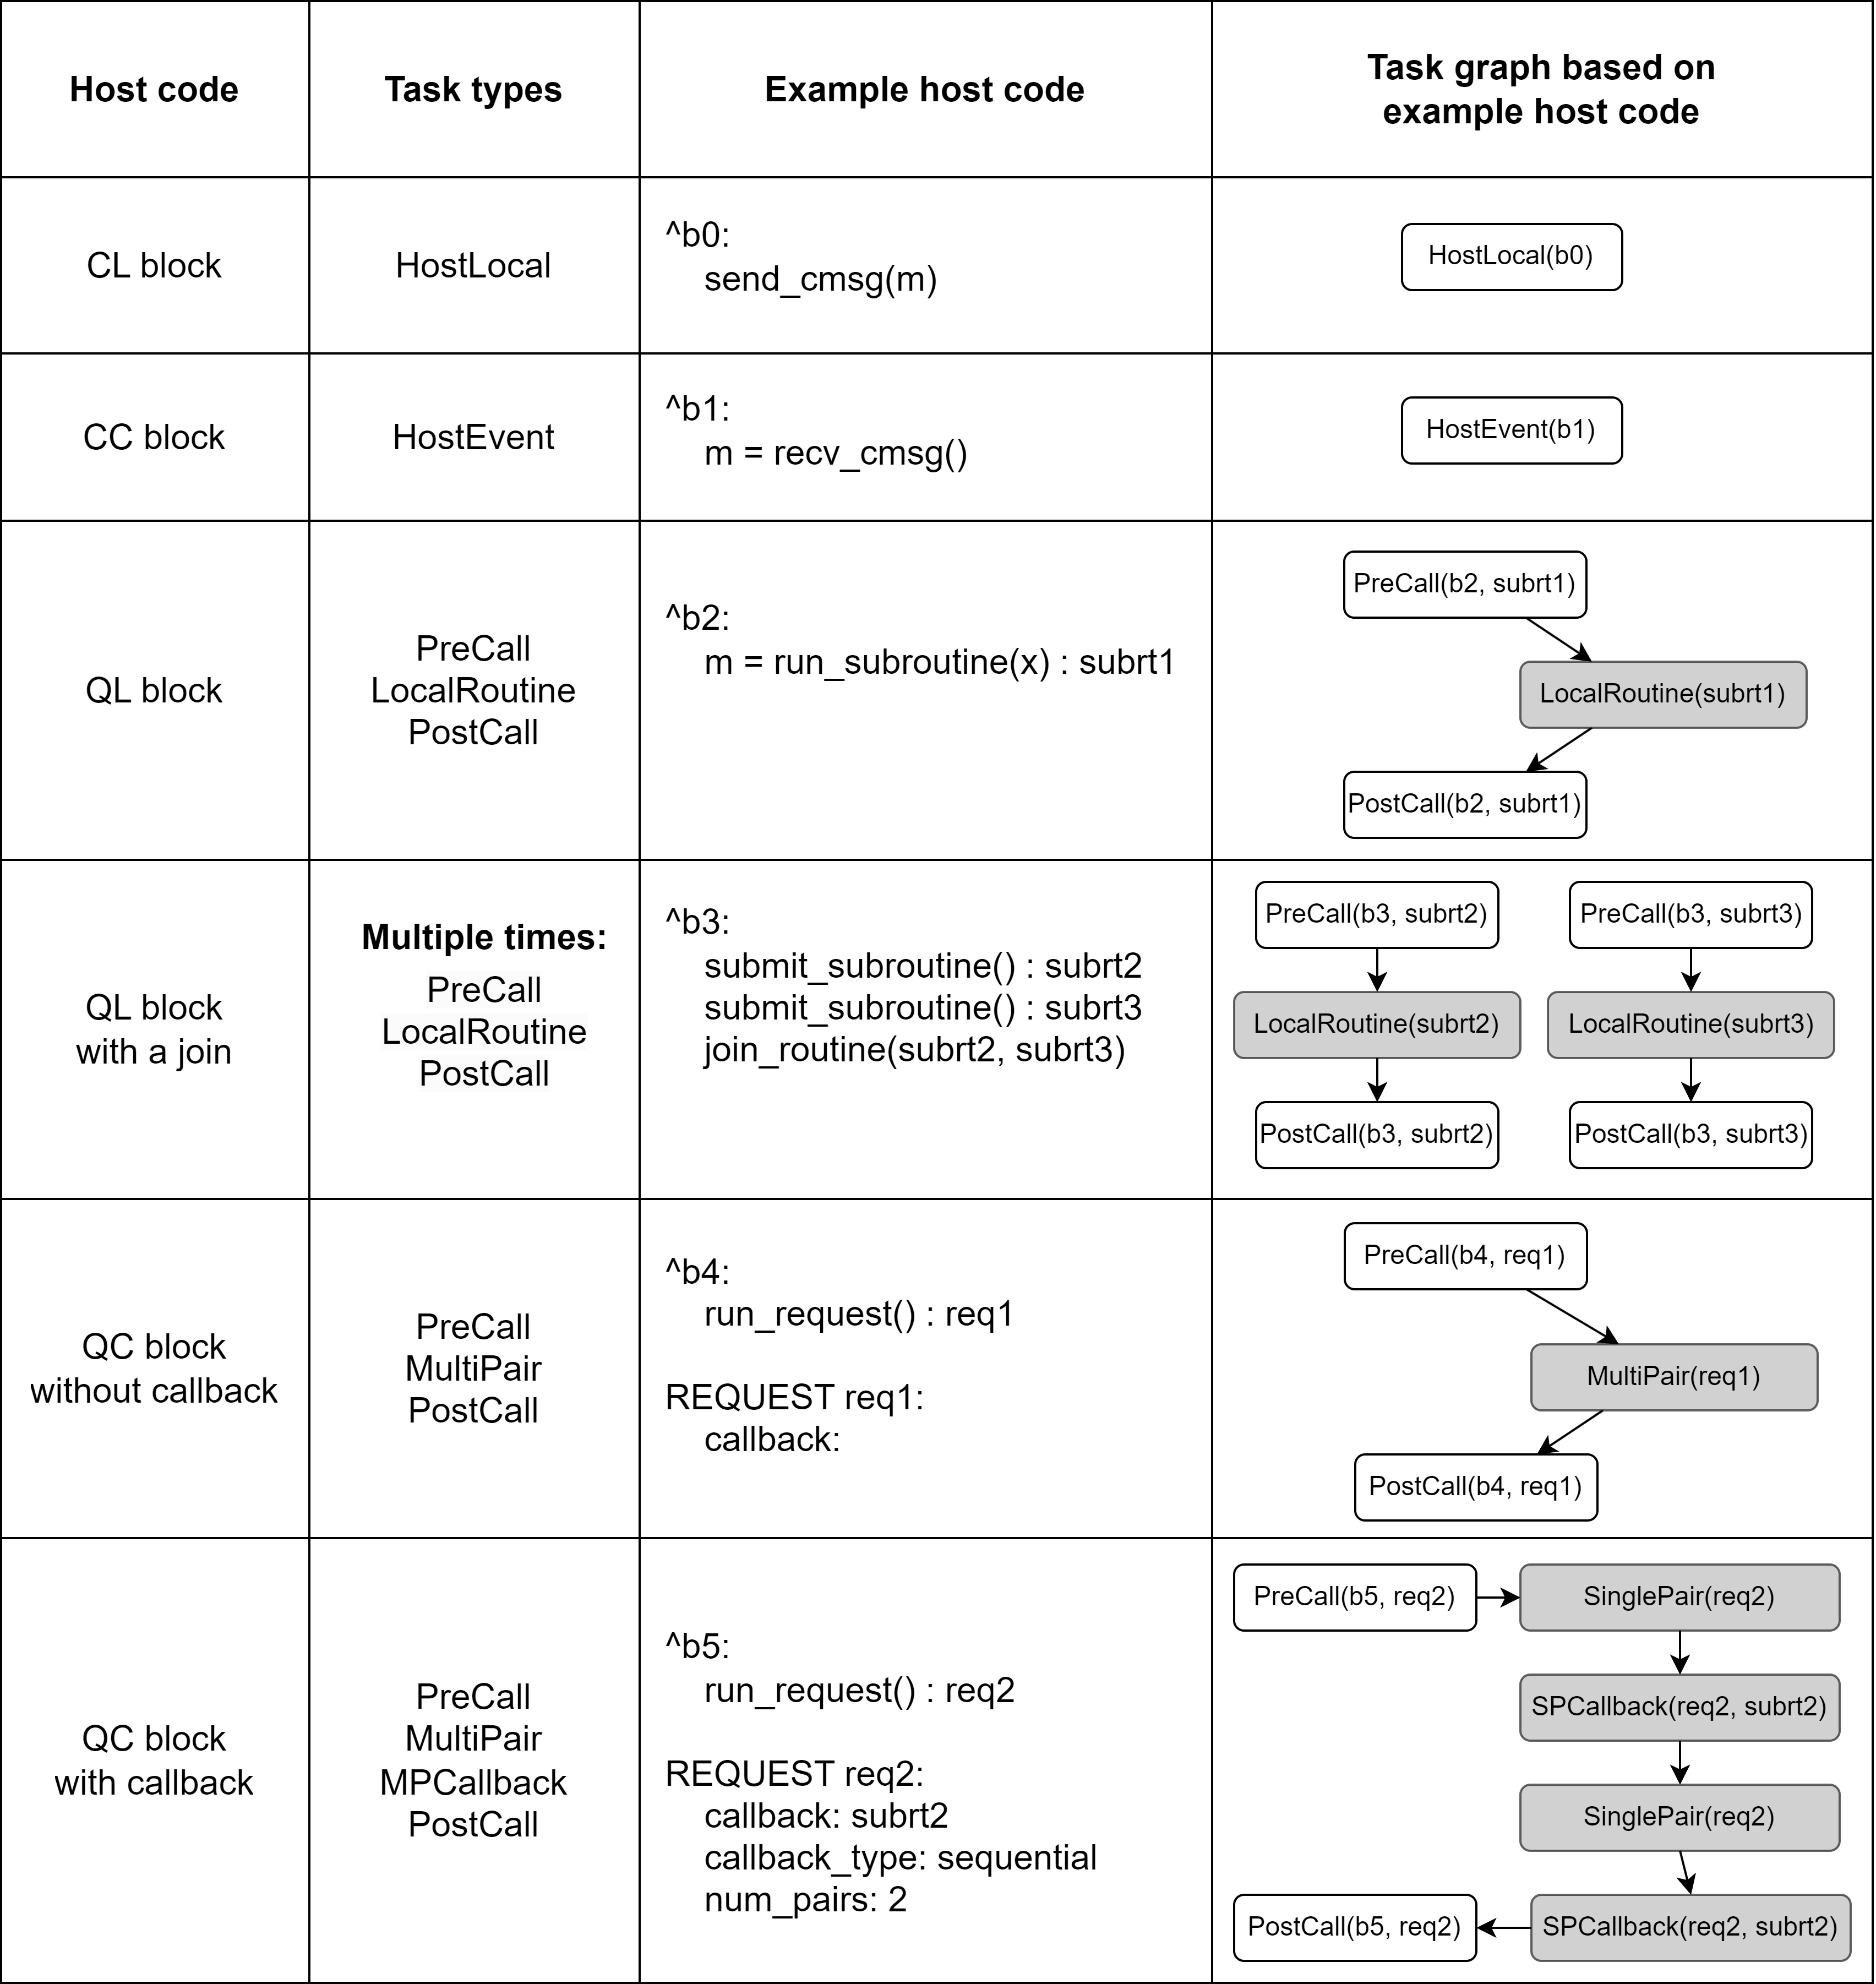 Host code
Task types
Example host code
Task graph based on
example host code
CL block
HostLocal
^b0:
send_cmsg(m)
HostLocal(b0)
CC block
HostEvent
^b1:
m = recv_cmsg()
HostEvent(b1)
QL block
PreCall
LocalRoutine
PostCall
^b2:
m = run_subroutine(x) : subrt1
PreCall(b2, subrt1)
LocalRoutine(subrt1)
PostCall(b2, subrt1)
QL block
with a join
Multiple times:
PreCall
LocalRoutine
PostCall
^b3:
submit_subroutine() : subrt2
submit_subroutine() : subrt3
join_routine(subrt2, subrt3)
PreCall(b3, subrt2)
PreCall(b3, subrt3)
LocalRoutine(subrt2)
LocalRoutine(subrt3)
PostCall(b3, subrt2)
PostCall(b3, subrt3)
QC block
without callback
PreCall
MultiPair
PostCall
^b4:
run_request() : req1
REQUEST req1:
callback:
PreCall(b4, req1)
MultiPair(req1)
PostCall(b4, req1)
QC block
with callback
PreCall
MultiPair
MPCallback
PostCall
^b5:
run_request() : req2
REQUEST req2:
callback: subrt2
callback_type: sequential
num_pairs: 2
PreCall(b5, req2)
SinglePair(req2)
SPCallback(req2, subrt2)
SinglePair(req2)
PostCall(b5, req2)
SPCallback(req2, subrt2)